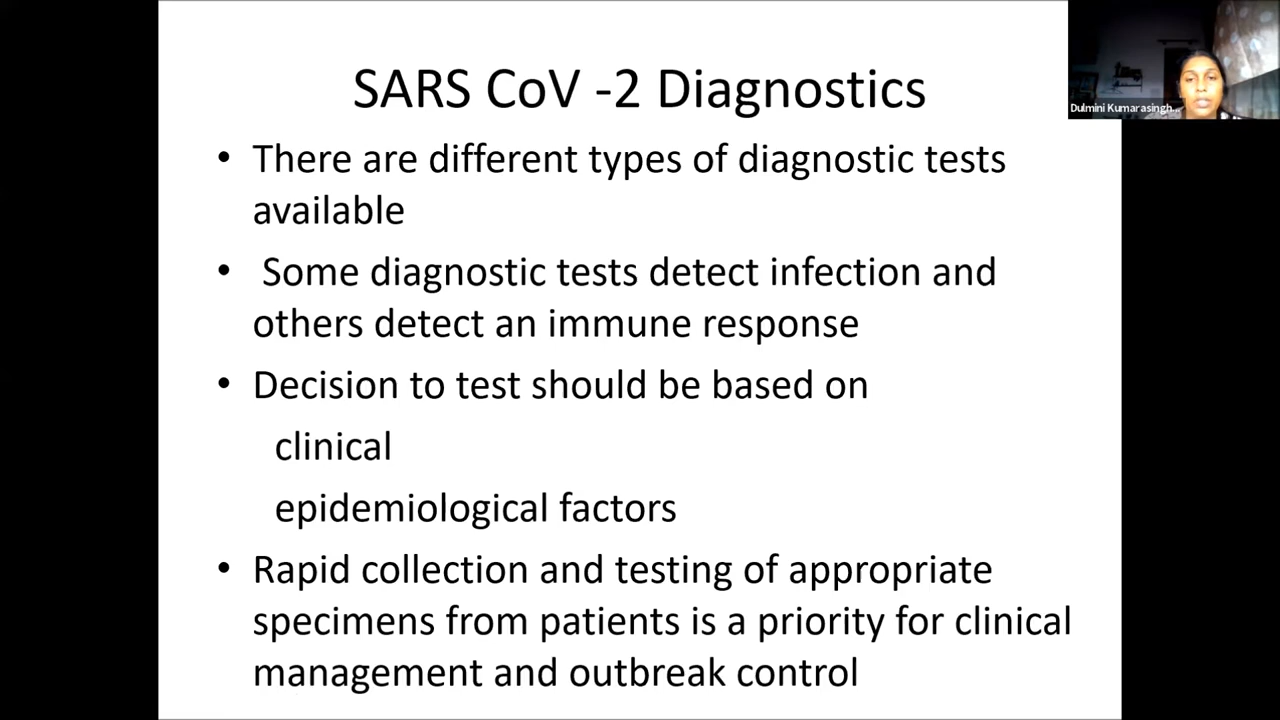 SARS CoV -2 Diagnostics
Dulmini Kumarasingh...
• There are different types of diagnostic tests
available
• Some diagnostic tests detect infection and
others detect an immune response
• Decision to test should be based on
clinical
epidemiological factors
• Rapid collection and testing of appropriate
specimens from patients is a priority for clinical
management and outbreak control